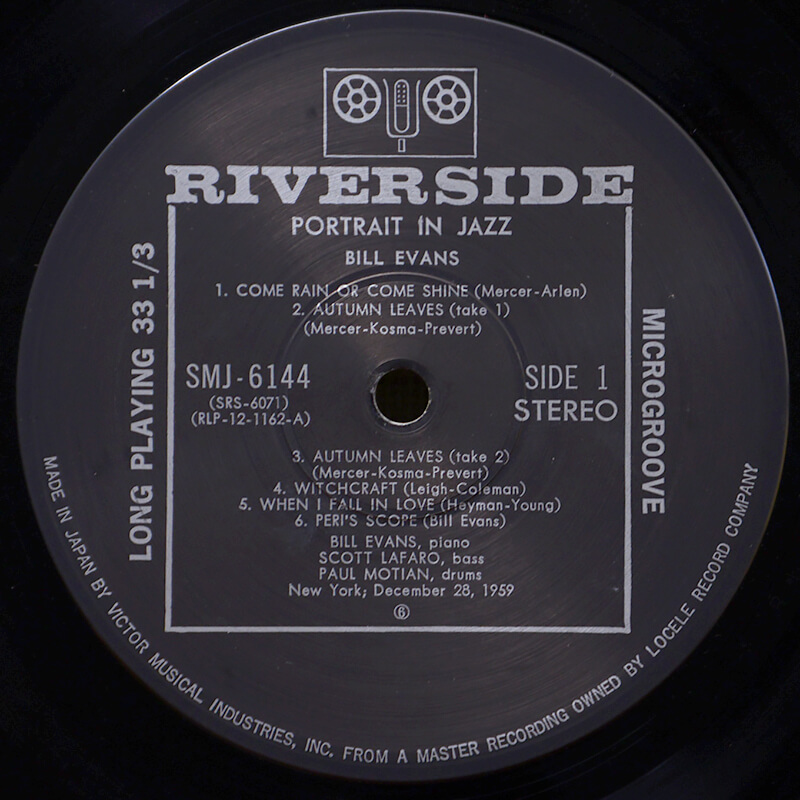 RIVERSIDE
PORTRAIT IN JAZZ
BILL EVANS
1. COME RAIN OR COME SHINE (Mercer-Arlen)
2. AUTUMN LEAVES (take 1)
(Mercer-Kosma-Prevert)
SMJ-6144
(SRS-6071)
(RLP-12-1162-A)
SIDE 1
STEREO
3. AUTUMN LEAVES (take 2)
(Mercer-Kosma-Prevert)
4. WITCHCRAFT (Leigh-Coleman)
5. WHEN I FALL IN LOVE (Heyman-Young)
6. PERI'S SCOPE (Bill Evans)
BILL EVANS, piano
SCOTT LAFARO, bass
PAUL MOTIAN, drums
New York; December 28, 1959
⑥
LONG PLAYING 33 1/3
MICROGROOVE
MADE IN JAPAN BY VICTOR MUSICAL INDUSTRIES, INC. FROM A MASTER RECORDING OWNED BY LOCELE RECORD COMPANY